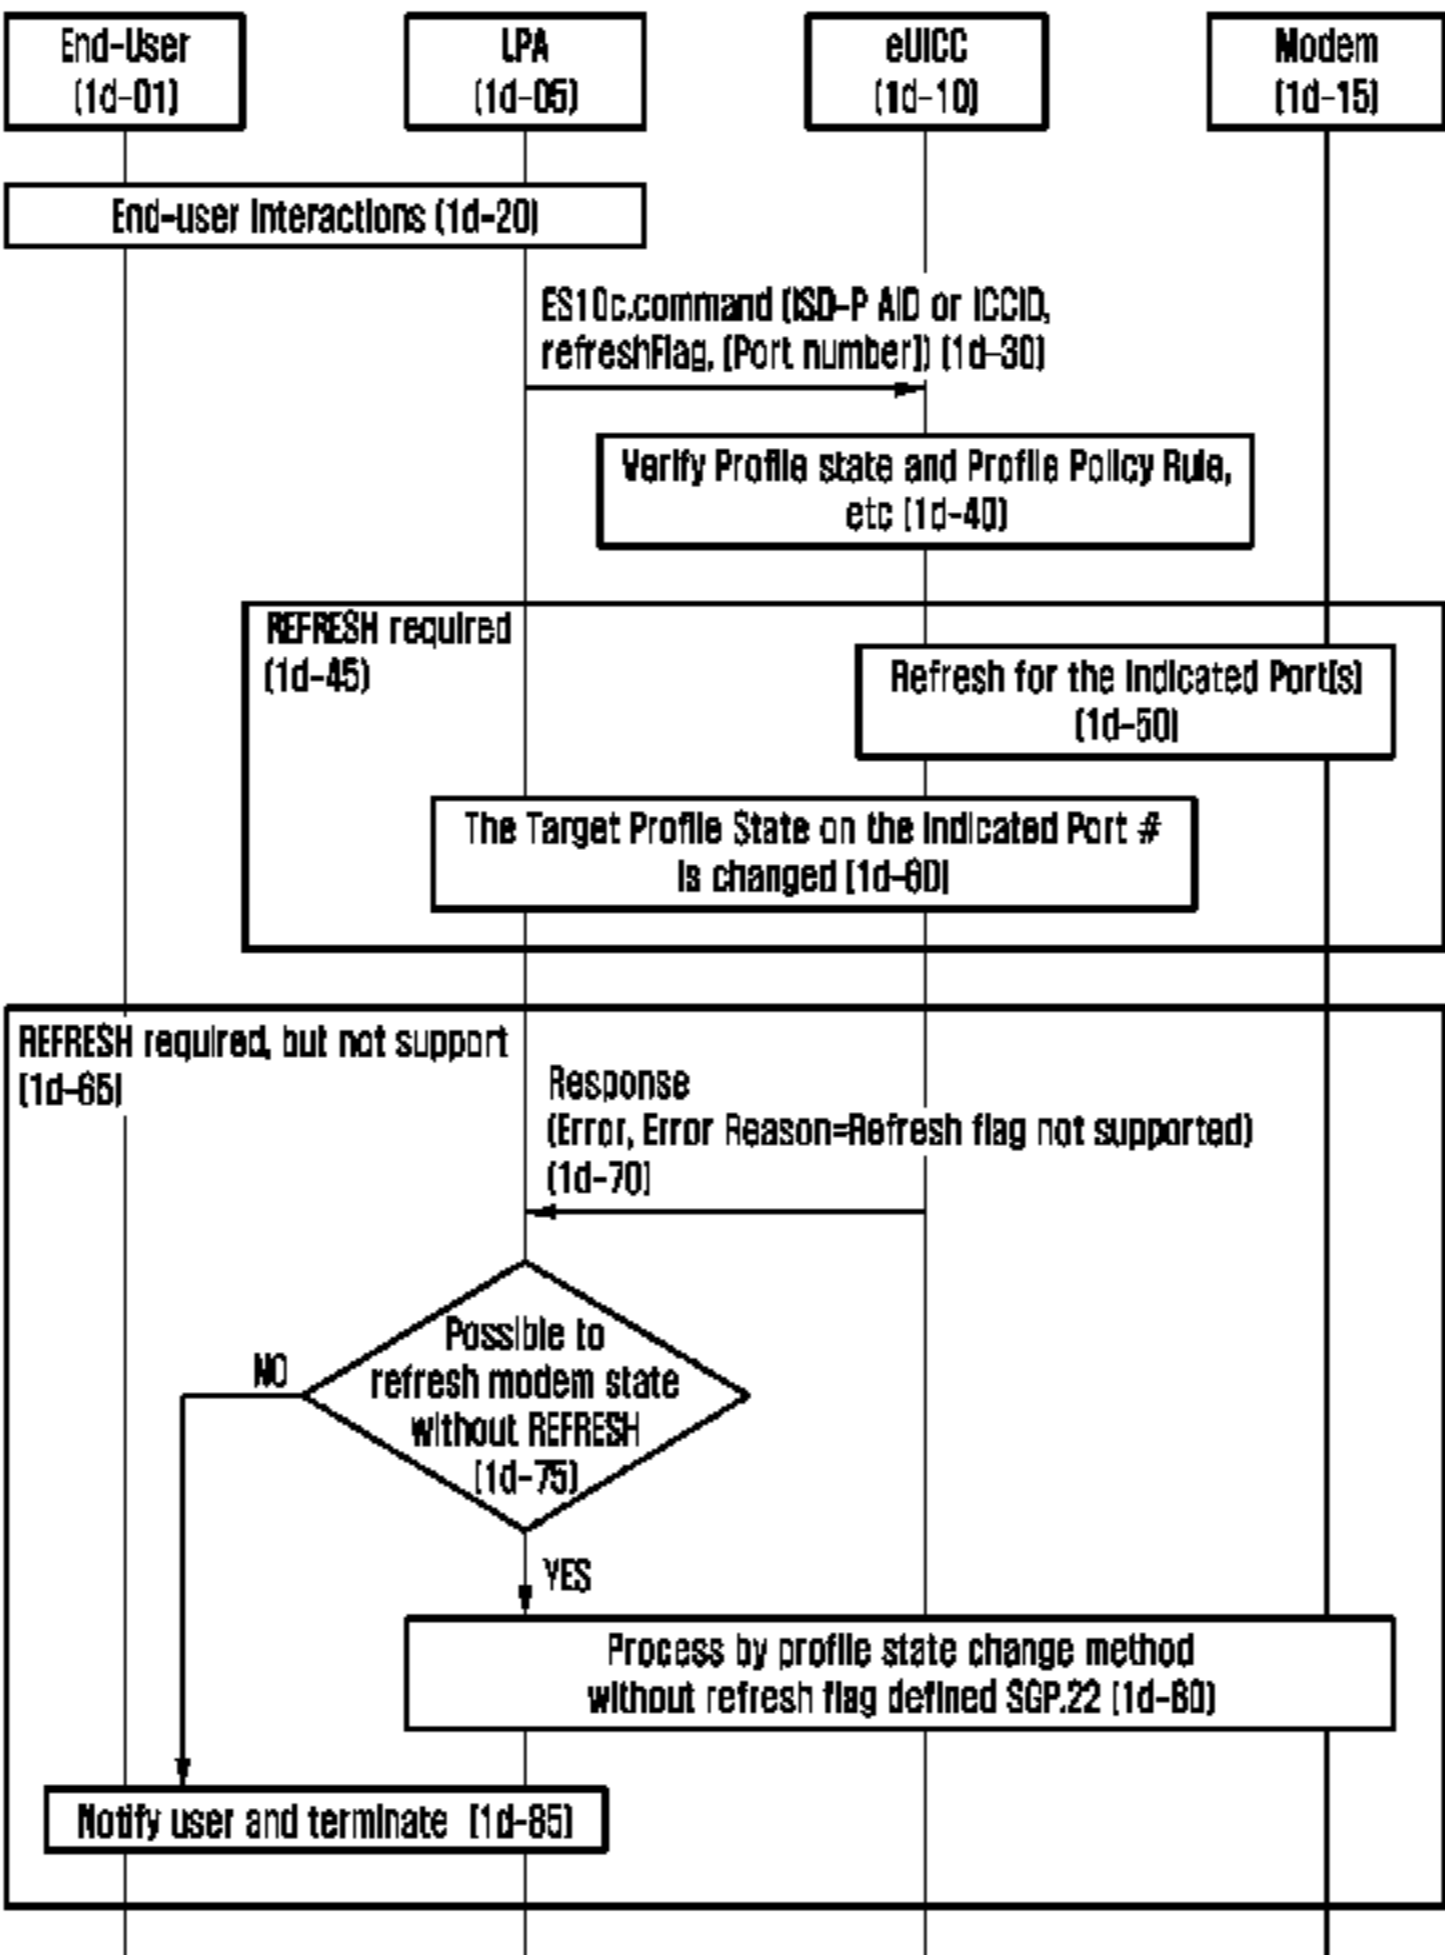 End-User
(1d-01)
LPA
(1d-05)
eUICC
(1d-10)
Modem
(1d-15)
End-user interactions (1d-20)
ES10c.command (ISD-P AID or ICCID,
refreshFlag, [Port number]) (1d-30)
Verify Profile state and Profile Policy Rule,
etc (1d-40)
REFRESH required
(1d-45)
Refresh for the indicated Port(s)
(1d-50)
The Target Profile State on the indicated Port #
is changed (1d-60)
REFRESH required, but not support
(1d-65)
Response
(Error, Error Reason=Refresh flag not supported)
(1d-70)
Possible to
refresh modem state
without REFRESH
(1d-75)
NO
YES
Process by profile state change method
without refresh flag defined SGP.22 (1d-80)
Notify user and terminate (1d-85)